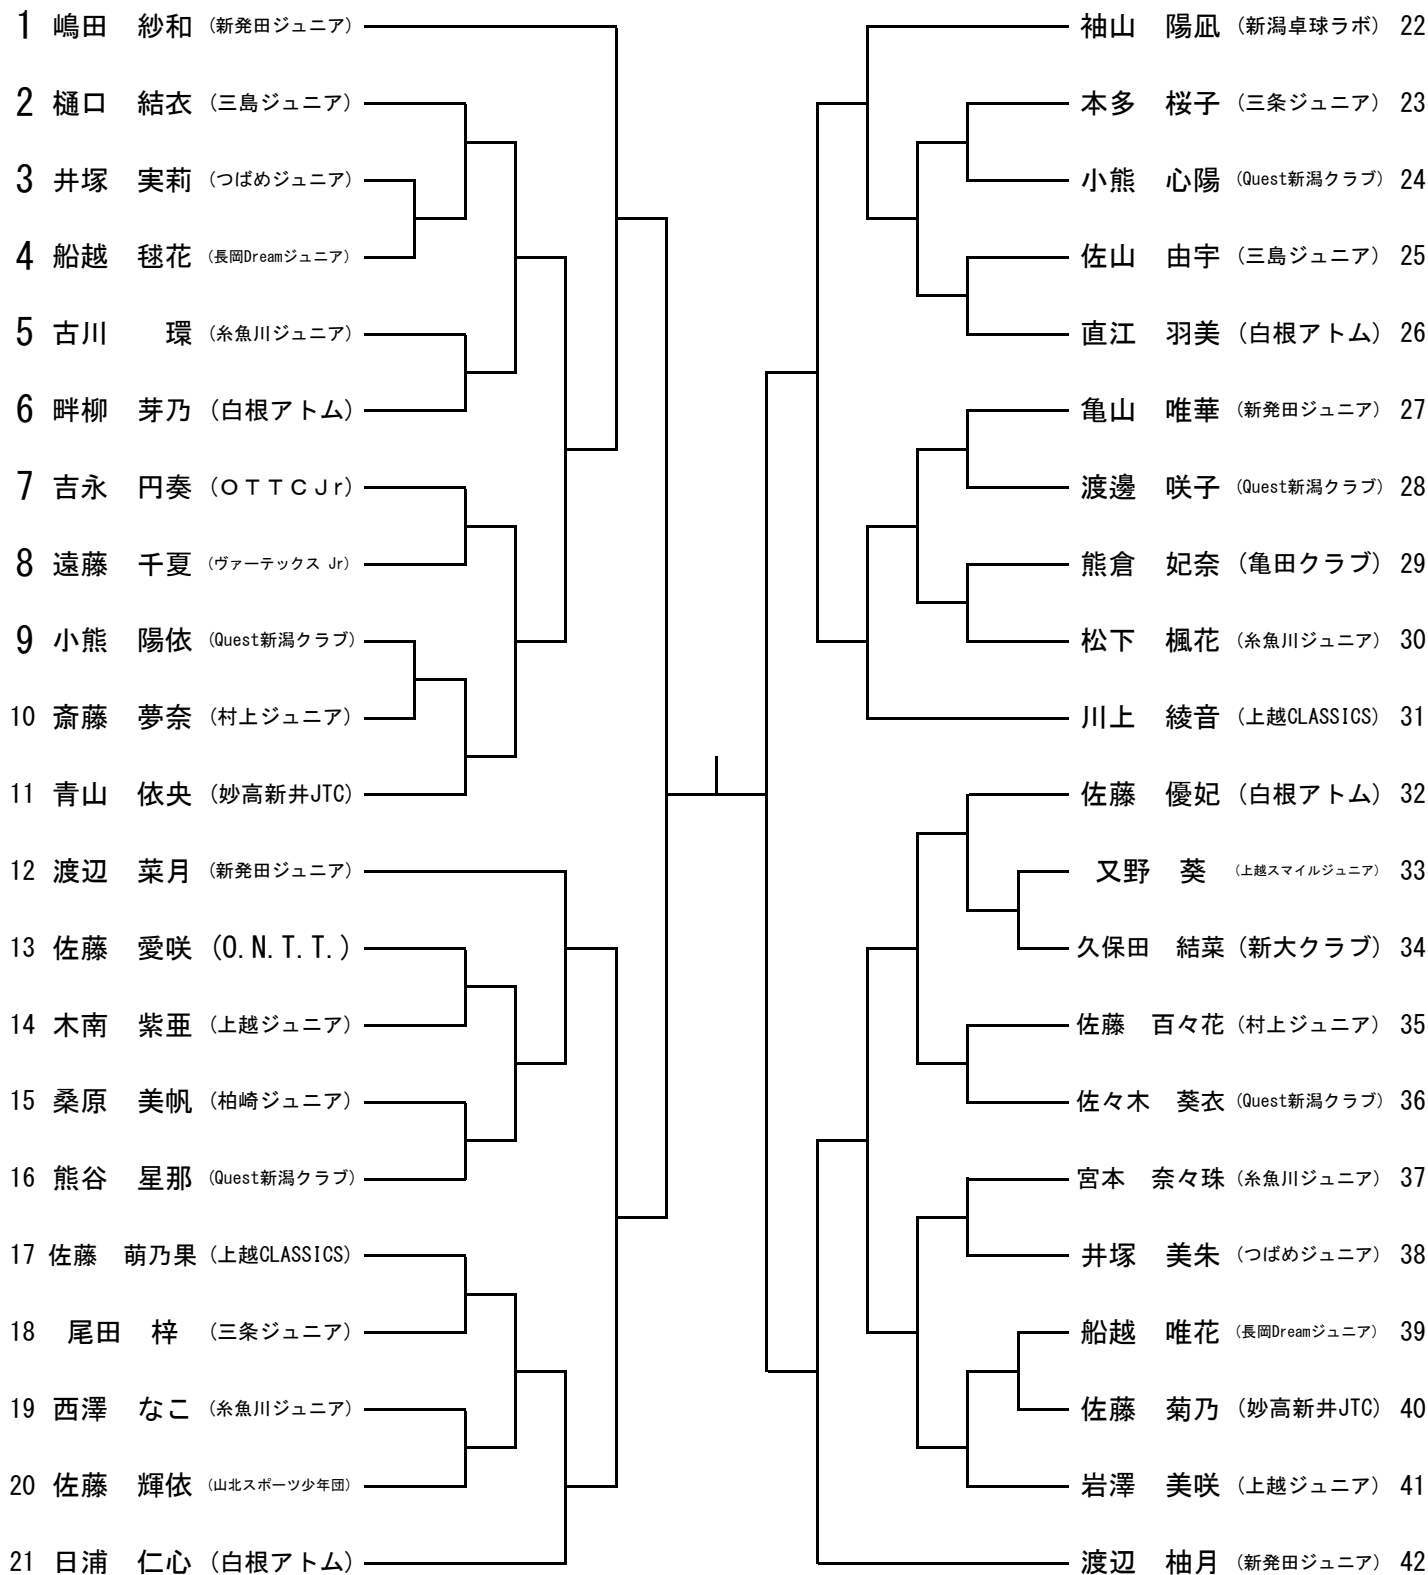 1 嶋田 紗和 (新発田ジュニア)
2 樋口 結衣 (三島ジュニア)
3 井塚 実莉 (つばめジュニア)
4 船越 毬花 (長岡Dreamジュニア)
5 古川 環 (糸魚川ジュニア)
6 畔柳 芽乃 (白根アトム)
7 吉永 円奏 (ＯＴＴＣＪr)
8 遠藤 千夏 (ヴァーテックス Jr)
9 小熊 陽依 (Quest新潟クラブ)
10 斎藤 夢奈 (村上ジュニア)
11 青山 依央 (妙高新井JTC)
12 渡辺 菜月 (新発田ジュニア)
13 佐藤 愛咲 (O.N.T.T.)
14 木南 紫亜 (上越ジュニア)
15 桑原 美帆 (柏崎ジュニア)
16 熊谷 星那 (Quest新潟クラブ)
17 佐藤 萌乃果 (上越CLASSICS)
18 尾田 梓 (三条ジュニア)
19 西澤 なこ (糸魚川ジュニア)
20 佐藤 輝依 (山北スポーツ少年団)
21 日浦 仁心 (白根アトム)
袖山 陽凪 (新潟卓球ラボ) 22
本多 桜子 (三条ジュニア) 23
小熊 心陽 (Quest新潟クラブ) 24
佐山 由宇 (三島ジュニア) 25
直江 羽美 (白根アトム) 26
亀山 唯華 (新発田ジュニア) 27
渡邊 咲子 (Quest新潟クラブ) 28
熊倉 妃奈 (亀田クラブ) 29
松下 楓花 (糸魚川ジュニア) 30
川上 綾音 (上越CLASSICS) 31
佐藤 優妃 (白根アトム) 32
又野 葵 (上越スマイルジュニア) 33
久保田 結菜 (新大クラブ) 34
佐藤 百々花 (村上ジュニア) 35
佐々木 葵衣 (Quest新潟クラブ) 36
宮本 奈々珠 (糸魚川ジュニア) 37
井塚 美朱 (つばめジュニア) 38
船越 唯花 (長岡Dreamジュニア) 39
佐藤 菊乃 (妙高新井JTC) 40
岩澤 美咲 (上越ジュニア) 41
渡辺 柚月 (新発田ジュニア) 42